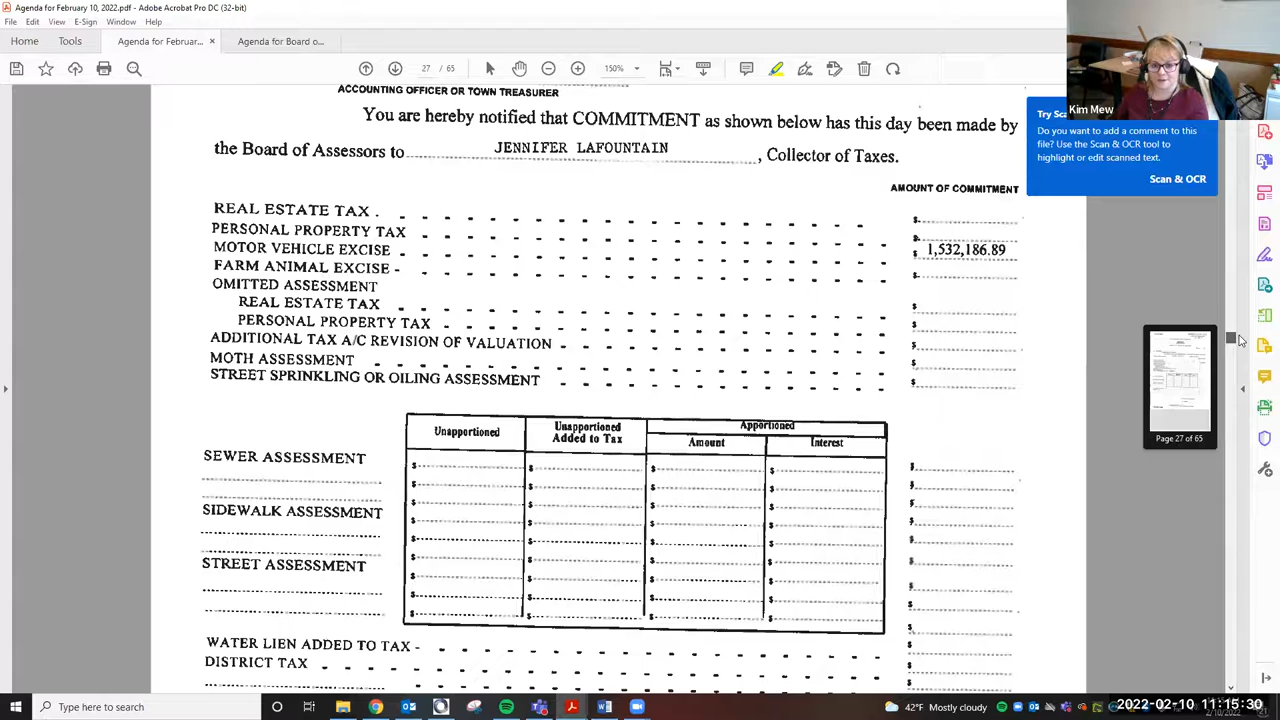 Agenda for February 10, 2022.pdf - Adobe Acrobat Pro DC (32-bit)
File Edit View E-Sign Window Help
Home Tools Agenda for Februar... × Agenda for Board o...
27 / 65 150%
Kim Mew
Do you want to add a comment to this
file? Use the Scan & OCR tool to
highlight or edit scanned text.
Scan & OCR
ACCOUNTING OFFICER OR TOWN TREASURER
You are hereby notified that COMMITMENT as shown below has this day been made by
the Board of Assessors to JENNIFER LAFOUNTAIN, Collector of Taxes.
AMOUNT OF COMMITMENT
REAL ESTATE TAX . $
PERSONAL PROPERTY TAX $
MOTOR VEHICLE EXCISE $ 1,532,186.89
FARM ANIMAL EXCISE - $
OMITTED ASSESSMENT
REAL ESTATE TAX $
PERSONAL PROPERTY TAX $
ADDITIONAL TAX A/C REVISION OF VALUATION $
MOTH ASSESSMENT $
STREET SPRINKLING OR OILING ASSESSMENT $
Unapportioned
Unapportioned
Added to Tax
Apportioned
Amount Interest
SEWER ASSESSMENT
SIDEWALK ASSESSMENT
STREET ASSESSMENT
WATER LIEN ADDED TO TAX -
DISTRICT TAX
Page 27 of 65
Type here to search
42°F Mostly cloudy
2022-02-10 11:15:30